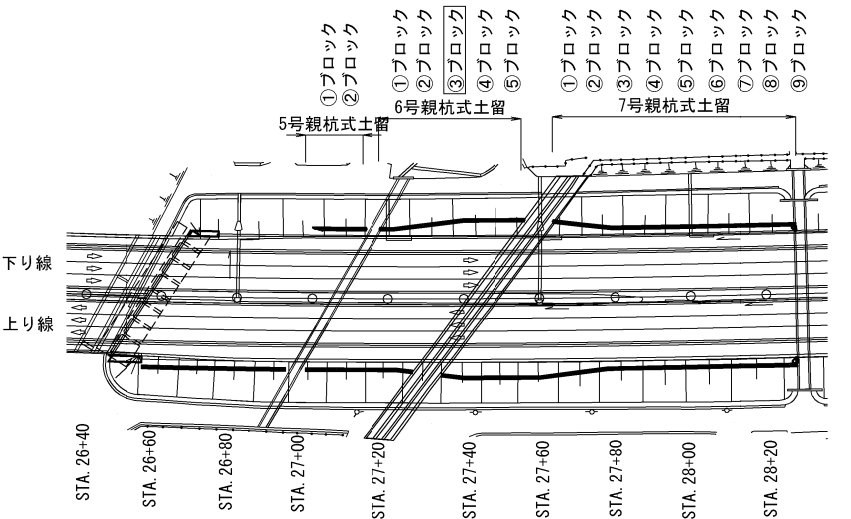 ①ブロック
②ブロック
①ブロック
②ブロック
③ブロック
④ブロック
⑤ブロック
①ブロック
②ブロック
③ブロック
④ブロック
⑤ブロック
⑥ブロック
⑦ブロック
⑧ブロック
⑨ブロック
5号親杭式土留
6号親杭式土留
7号親杭式土留
下り線
上り線
STA. 26+40
STA. 26+60
STA. 26+80
STA. 27+00
STA. 27+20
STA. 27+40
STA. 27+60
STA. 27+80
STA. 28+00
STA. 28+20